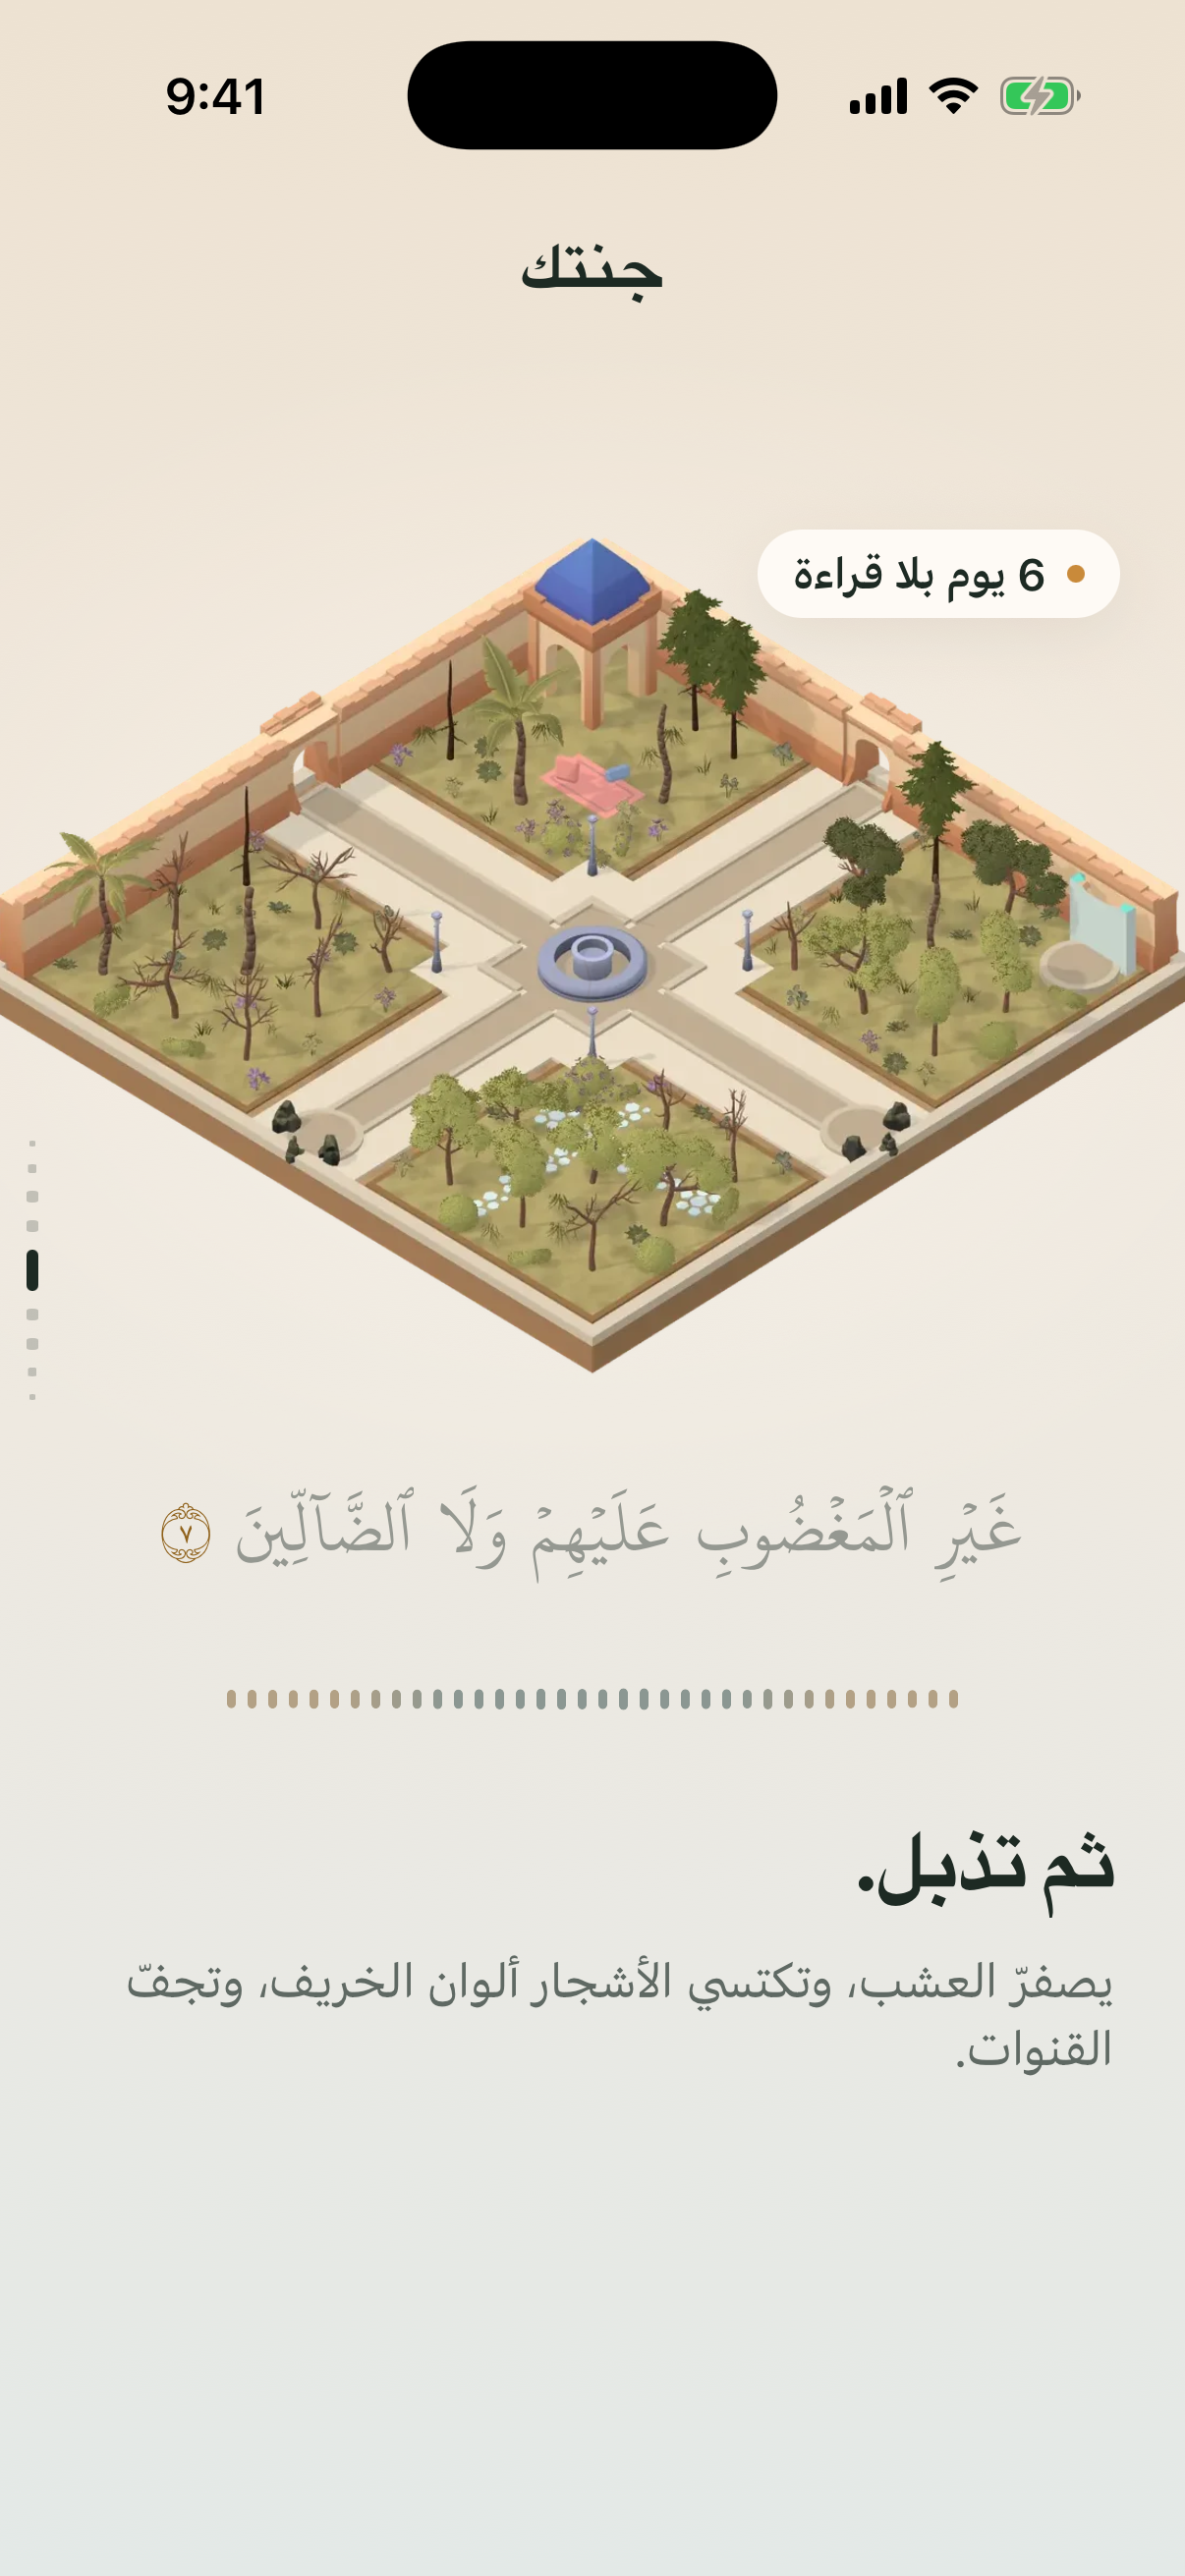 9:41
جنتك
6 يوم بلا قراءة
غَيْرِ ٱلْمَغْضُوبِ عَلَيْهِمْ وَلَا ٱلضَّآلِّينَ ٧
ثم تذبل.
يصفرّ العشب، وتكتسي الأشجار ألوان الخريف، وتجفّ
القنوات.